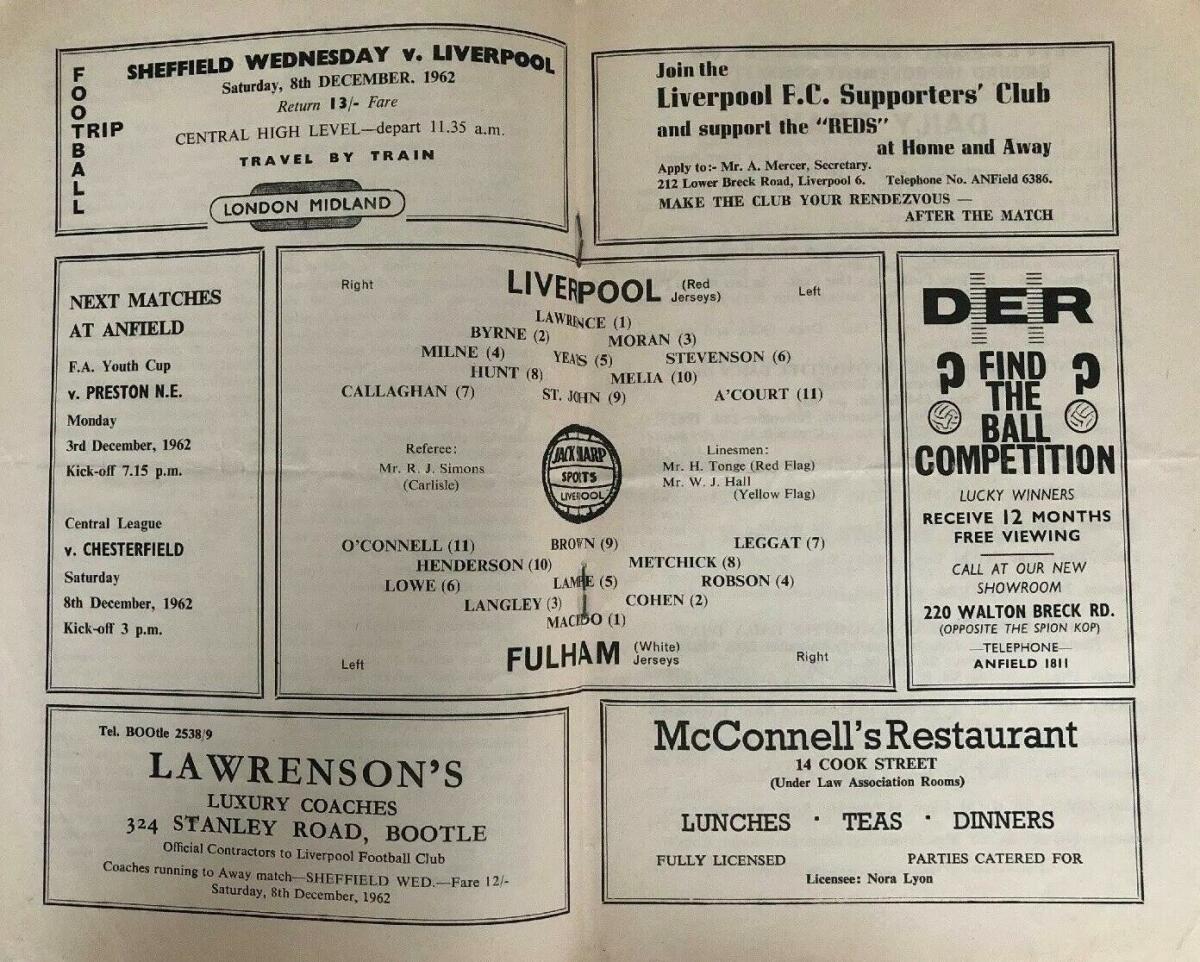 FOOTBALL
TRIP
SHEFFIELD WEDNESDAY v. LIVERPOOL
Saturday, 8th DECEMBER. 1962
Return 13/- Fare
CENTRAL HIGH LEVEL—depart 11.35 a.m.
TRAVEL BY TRAIN
LONDON MIDLAND
Join the
Liverpool F.C. Supporters' Club
and support the "REDS"
at Home and Away
Apply to:- Mr. A. Mercer, Secretary.
212 Lower Breck Road, Liverpool 6. Telephone No. ANField 6386.
MAKE THE CLUB YOUR RENDEZVOUS —
AFTER THE MATCH
NEXT MATCHES
AT ANFIELD
F.A. Youth Cup
v. PRESTON N.E.
Monday
3rd December, 1962
Kick-off 7.15 p.m.
Central League
v. CHESTERFIELD
Saturday
8th December, 1962
Kick-off 3 p.m.
Right LIVERPOOL (Red Jerseys) Left
LAWRENCE (1)
BYRNE (2) MORAN (3)
MILNE (4) YEATS (5) STEVENSON (6)
HUNT (8) MELIA (10)
CALLAGHAN (7) ST. JOHN (9) A'COURT (11)
Referee:
Mr. R. J. Simons
(Carlisle)
JACK SHARP
SPORTS
LIVERPOOL
Linesmen:
Mr. H. Tonge (Red Flag)
Mr. W. J. Hall
(Yellow Flag)
O'CONNELL (11) BROWN (9) LEGGAT (7)
HENDERSON (10) METCHICK (8)
LOWE (6) LAMPE (5) ROBSON (4)
LANGLEY (3) COHEN (2)
MACEDO (1)
Left FULHAM (White) Jerseys Right
DER
? FIND ?
THE
BALL
COMPETITION
LUCKY WINNERS
RECEIVE 12 MONTHS
FREE VIEWING
CALL AT OUR NEW
SHOWROOM
220 WALTON BRECK RD.
(OPPOSITE THE SPION KOP)
—TELEPHONE—
ANFIELD 1811
Tel. BOOtle 2538/9
LAWRENSON'S
LUXURY COACHES
324 STANLEY ROAD, BOOTLE
Official Contractors to Liverpool Football Club
Coaches running to Away match—SHEFFIELD WED.—Fare 12/-
Saturday, 8th December, 1962
McConnell's Restaurant
14 COOK STREET
(Under Law Association Rooms)
LUNCHES · TEAS · DINNERS
FULLY LICENSED PARTIES CATERED FOR
Licensee: Nora Lyon